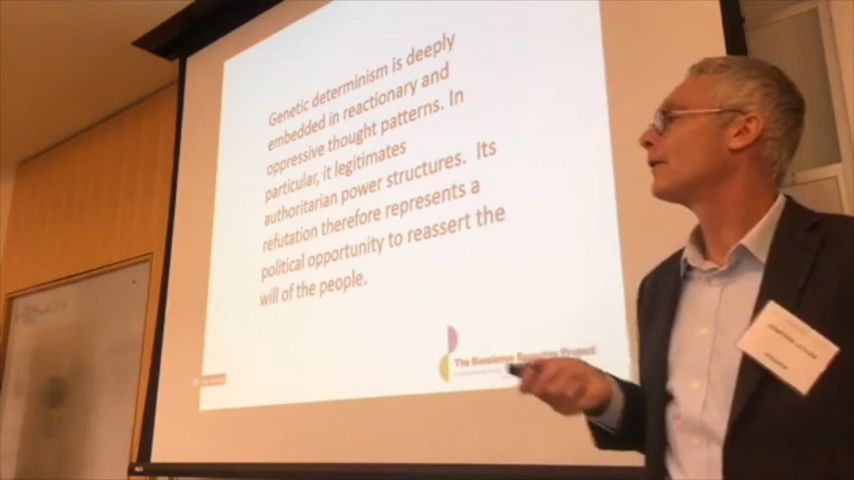 Genetic determinism is deeply
embedded in reactionary and
oppressive thought patterns. In
particular, it legitimates
authoritarian power structures. Its
refutation therefore represents a
political opportunity to reassert the
will of the people.
The Bioscience Resource Project